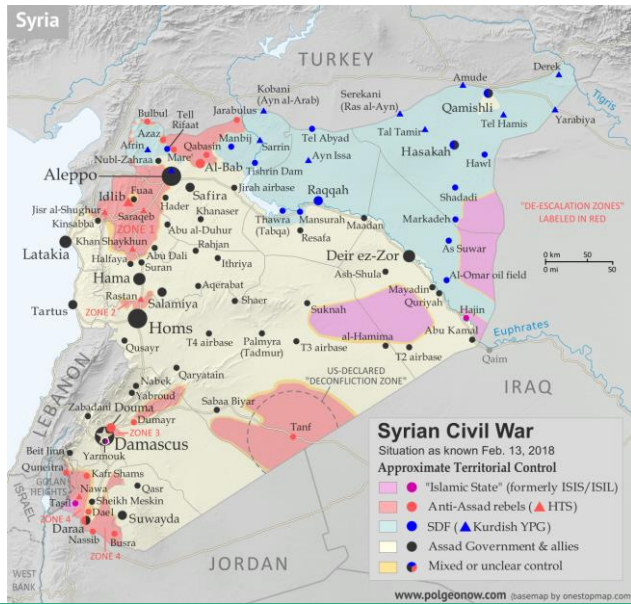 Syria
TURKEY
Derek
Amude
Kobani
(Ayn al-Arab)
Serekani
(Ras al-Ayn)
Qamishli
Tigris
Bulbul
Tell
Rifaat
Jarabulus
Azaz
Manbij
Tel Abyad
Tal Tamir
Tel Hamis
Yarabiya
Afrin
Qabasin
Sarrin
Mare'
Al-Bab
Ayn Issa
Hasakah
Hawl
Nubl-Zahraa
Tishrin Dam
Aleppo
Fuaa
Safira
Jirah airbase
Raqqah
Shadadi
Idlib
Hader
Jisr al-Shughur
Saraqeb
Khanaser
Thawra
(Tabqa)
Mansurah
Maadan
Markadeh
"DE-ESCALATION ZONES"
LABELED IN RED
Kinsabba
ZONE 1
Abu al-Duhur
Resafa
Latakia
Khan Shaykhun
Rahjan
As Suwar
0 km 50
0 mi 50
Abu Dali
Deir ez-Zor
Halfaya
Suran
Ithriya
Ash-Shula
Al-Omar oil field
Hama
Aqerabat
Mayadin
Tartus
Rastan
Salamiya
Shaer
Suknah
Quriyah
Hajin
ZONE 2
Homs
al-Hamima
Abu Kamal
Euphrates
Qusayr
T4 airbase
Palmyra
(Tadmur)
T3 airbase
T2 airbase
Qaim
LEBANON
Qaryatain
US-DECLARED
"DECONFLICTION ZONE"
IRAQ
Nabek
Yabroud
Zabadani
Douma
Sabaa Biyar
Dumayr
Tanf
ZONE 3
Damascus
Beit Jinn
Yarmouk
Quneitra
Kafr Shams
GOLAN
HEIGHTS
Nawa
Qasr
Tasil
Sheikh Meskin
ISRAEL
Dael
Suwayda
ZONE 4
Daraa
Nassib
Busra
ZONE 4
WEST
BANK
JORDAN
Syrian Civil War
Situation as known Feb. 13, 2018
Approximate Territorial Control
"Islamic State" (formerly ISIS/ISIL)
Anti-Assad rebels (▲ HTS)
SDF (▲ Kurdish YPG)
Assad Government & allies
Mixed or unclear control
www.polgeonow.com (basemap by onestopmap.com)